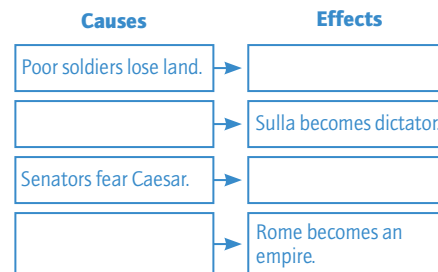 Causes
Effects
Poor soldiers lose land.
Sulla becomes dictator.
Senators fear Caesar.
Rome becomes an
empire.